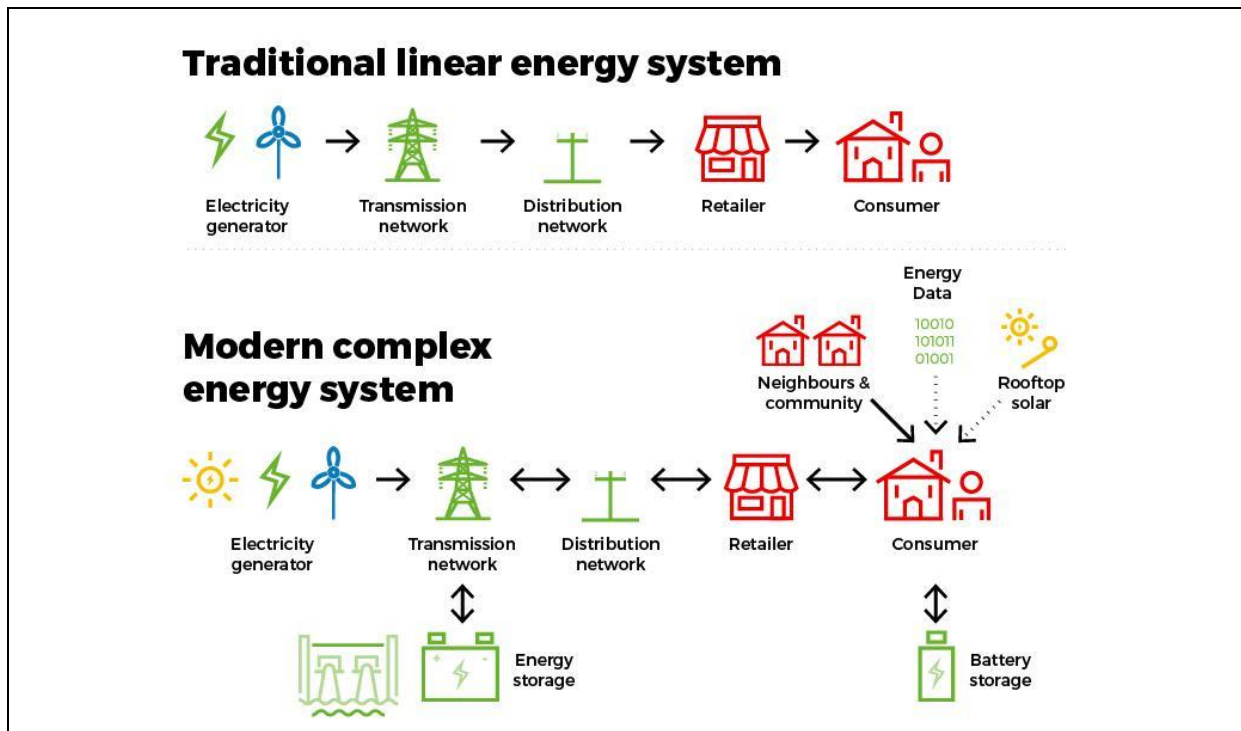 Traditional linear energy system
Electricity
generator
Transmission
network
Distribution
network
Retailer
Consumer
Energy
Data
10010
101011
01001
Neighbours &
community
Rooftop
solar
Modern complex
energy system
Electricity
generator
Transmission
network
Distribution
network
Retailer
Consumer
Energy
storage
Battery
storage